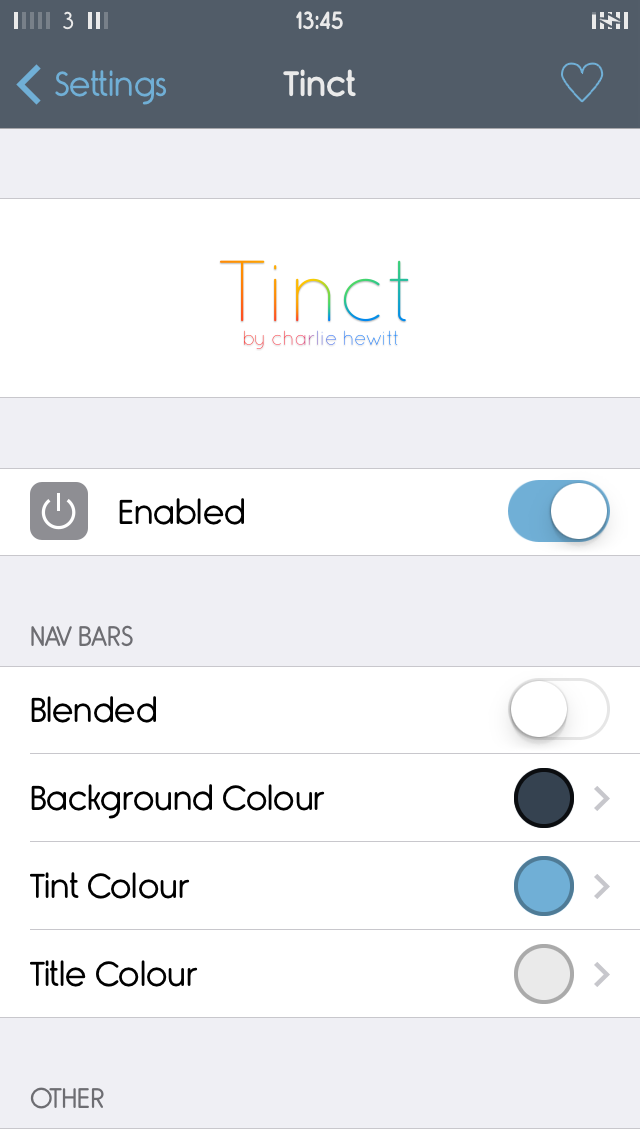 3
13:45
Settings
Tinct
Tinct
by charlie hewitt
Enabled
NAV BARS
Blended
Background Colour
Tint Colour
Title Colour
OTHER